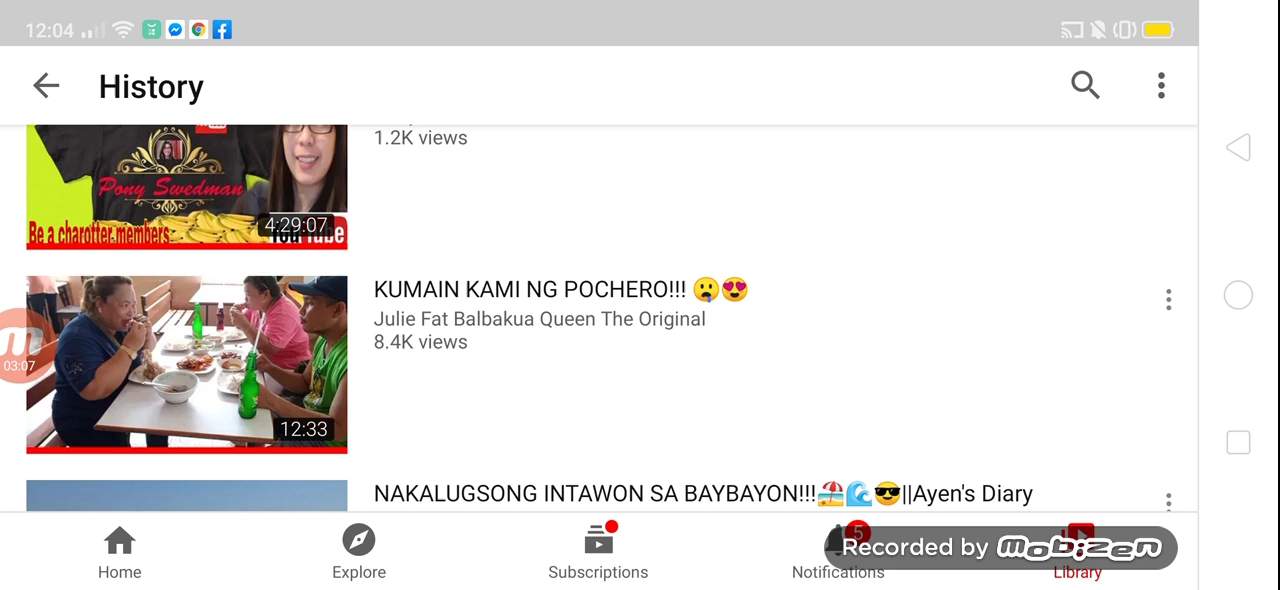 12:04
History
1.2K views
Pony Swedman
4:29:07
Be a charotter members
YouTube
KUMAIN KAMI NG POCHERO!!! 🤤😍
Julie Fat Balbakua Queen The Original
8.4K views
03:07
12:33
NAKALUGSONG INTAWON SA BAYBAYON!!!🏖️🌊😎||Ayen's Diary
5
Recorded by mobizen
Home
Explore
Subscriptions
Notifications
Library